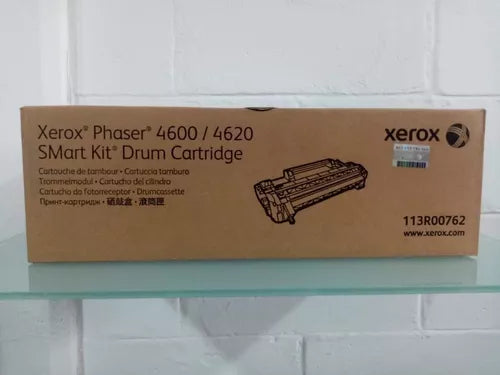 Xerox® Phaser® 4600 / 4620
SMart Kit® Drum Cartridge
Cartouche de tambour • Cartuccia tamburo
Trommelmodul • Cartucho del cilindro
Cartucho do fotorreceptor • Drumcassette
Принт-картридж • 硒鼓盒 • 滾筒匣
xerox
113R00762
www.xerox.com